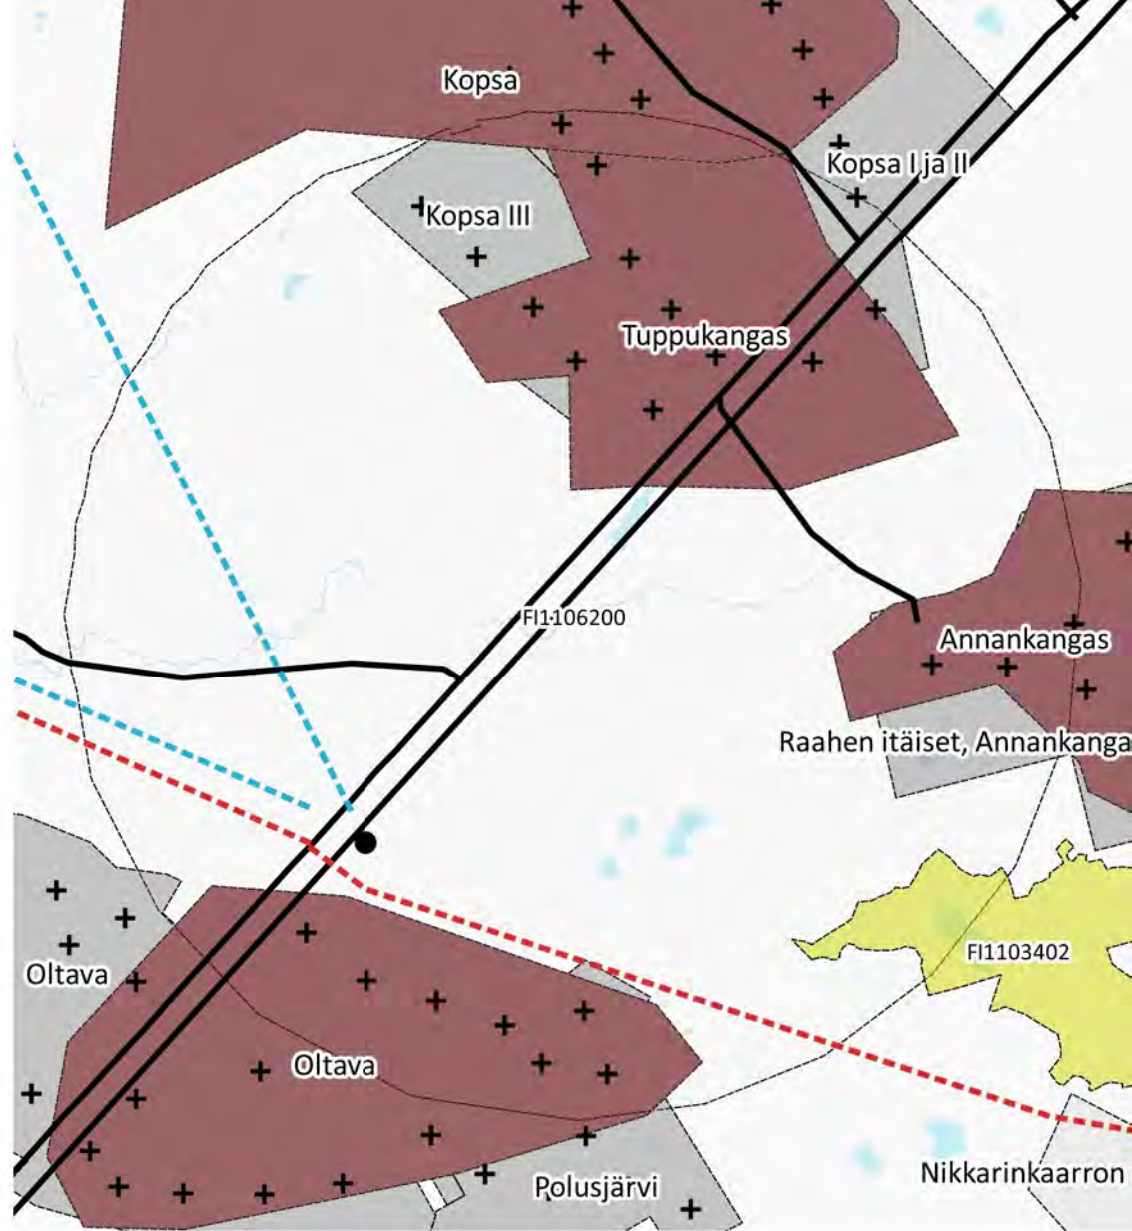 Kopsa
Kopsa I ja II
Kopsa III
Tuppukangas
FI1106200
Annankangas
Raahen itäiset, Annankanga
FI1103402
Oltava
Oltava
Nikkarinkaarron
Polusjärvi